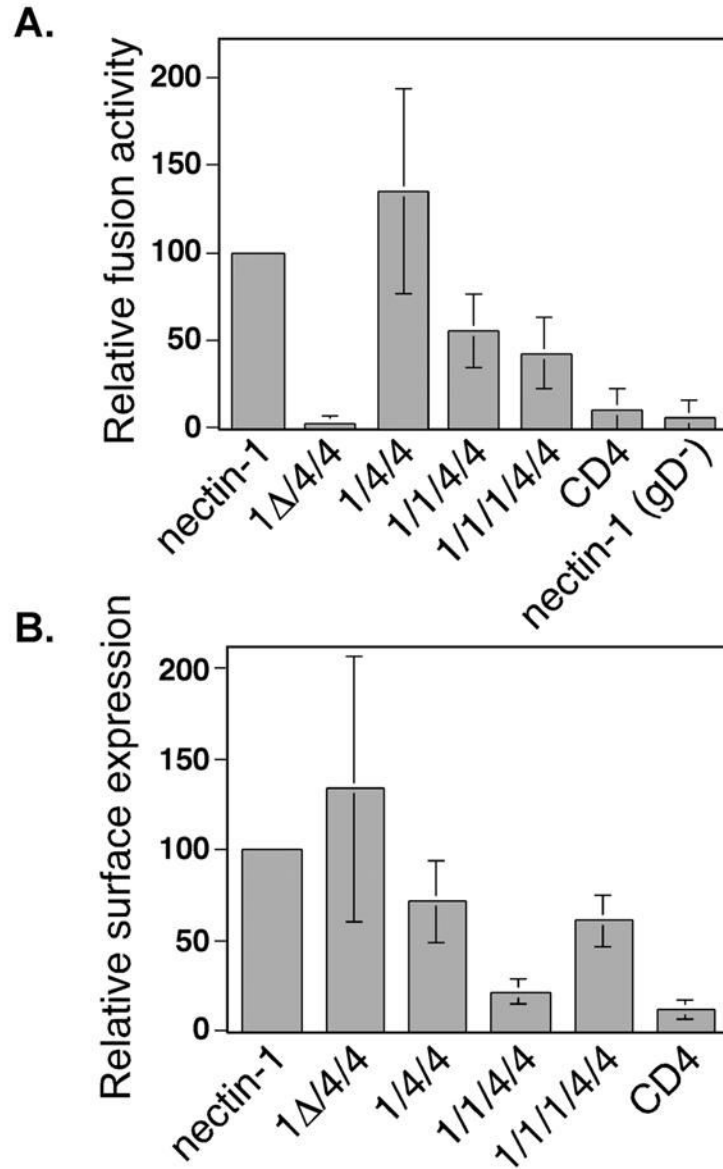 A.
Relative fusion activity
200
150
100
50
0
nectin-1
1Δ/4/4
1/4/4
1/1/4/4
1/1/1/4/4
CD4
nectin-1 (gD-)
B.
Relative surface expression
200
150
100
50
0
nectin-1
1Δ/4/4
1/4/4
1/1/4/4
1/1/1/4/4
CD4